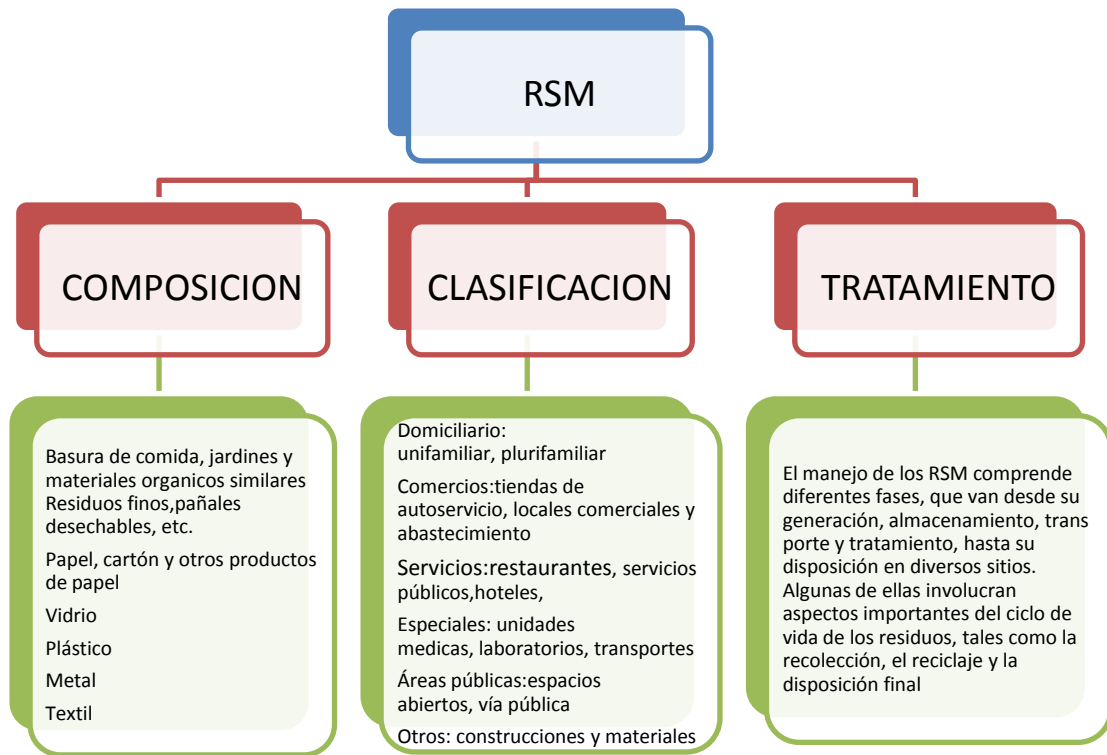 RSM
COMPOSICION
CLASIFICACION
TRATAMIENTO
Basura de comida, jardines y
materiales organicos similares
Residuos finos,pañales
desechables, etc.
Papel, cartón y otros productos
de papel
Vidrio
Plástico
Metal
Textil
Domiciliario:
unifamiliar, plurifamiliar
Comercios:tiendas de
autoservicio, locales comerciales y
abastecimiento
Servicios:restaurantes, servicios
públicos,hoteles,
Especiales: unidades
medicas, laboratorios, transportes
Áreas públicas:espacios
abiertos, vía pública
Otros: construcciones y materiales
El manejo de los RSM comprende
diferentes fases, que van desde su
generación, almacenamiento, trans
porte y tratamiento, hasta su
disposición en diversos sitios.
Algunas de ellas involucran
aspectos importantes del ciclo de
vida de los residuos, tales como la
recolección, el reciclaje y la
disposición final